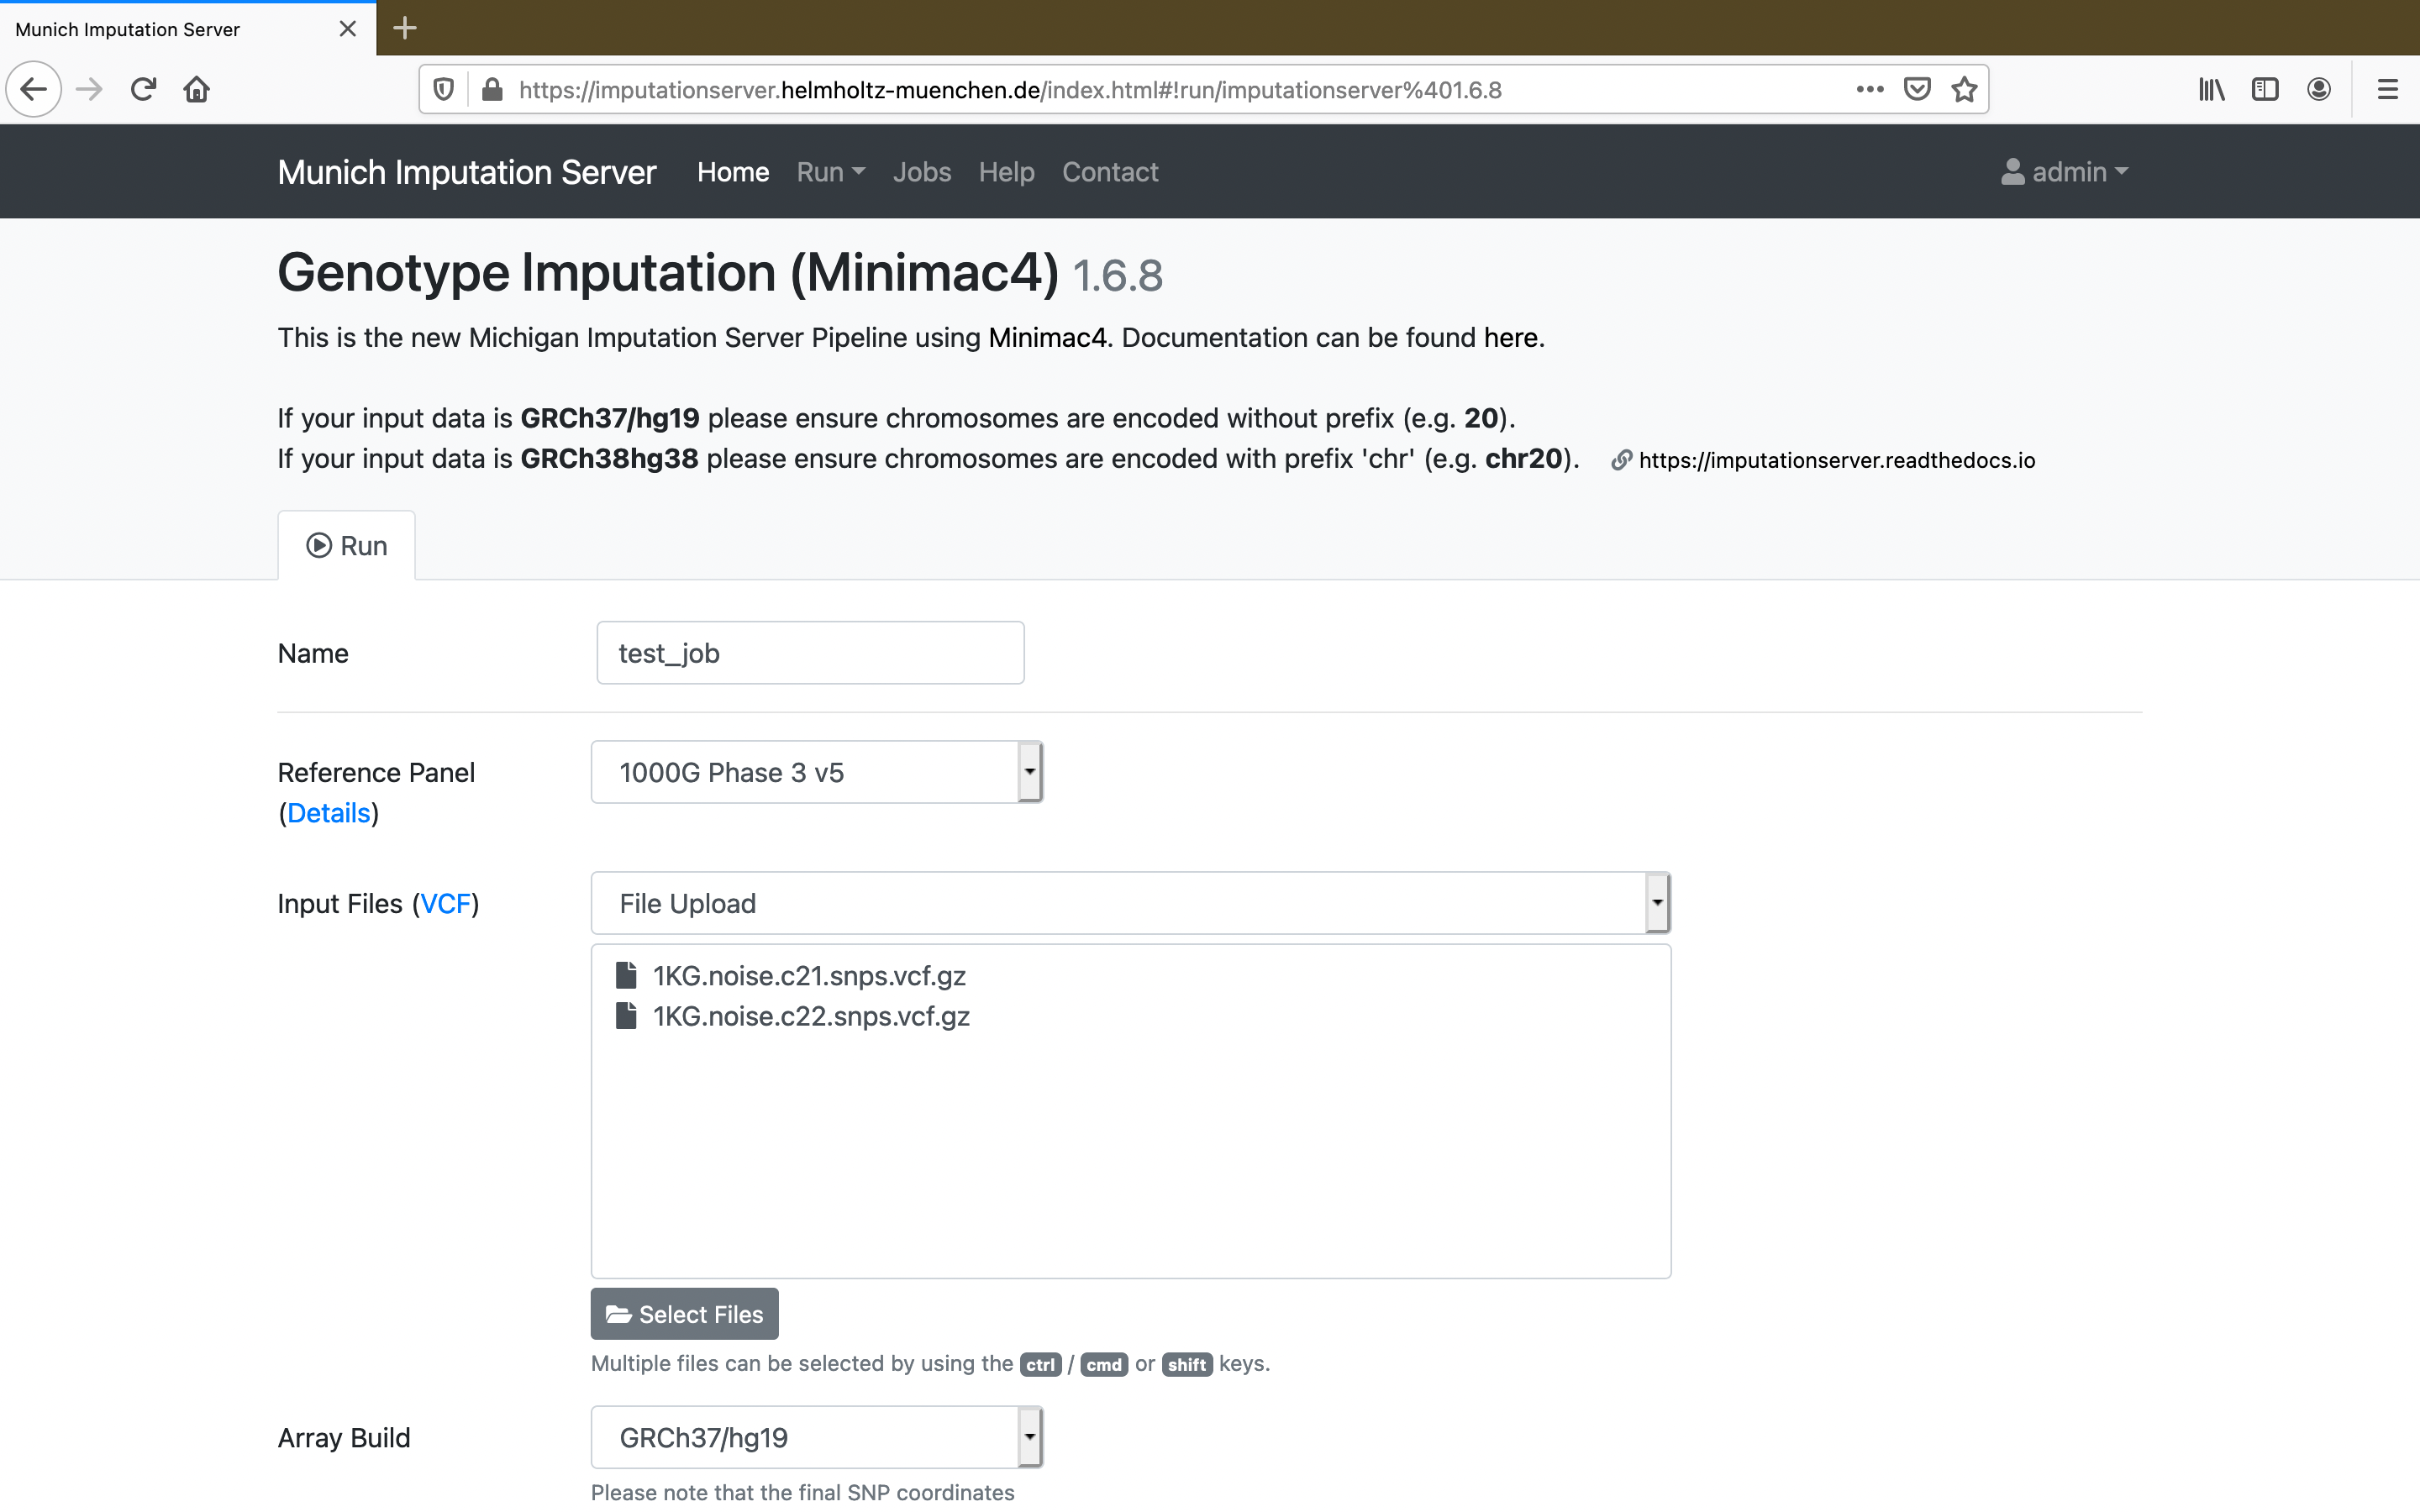 Munich Imputation Server
https://imputationserver.helmholtz-muenchen.de/index.html#!run/imputationserver%401.6.8
Munich Imputation Server Home Run Jobs Help Contact admin
Genotype Imputation (Minimac4) 1.6.8
This is the new Michigan Imputation Server Pipeline using Minimac4. Documentation can be found here.
If your input data is GRCh37/hg19 please ensure chromosomes are encoded without prefix (e.g. 20).
If your input data is GRCh38hg38 please ensure chromosomes are encoded with prefix 'chr' (e.g. chr20). https://imputationserver.readthedocs.io
Run
Name test_job
Reference Panel 1000G Phase 3 v5
(Details)
Input Files (VCF) File Upload
1KG.noise.c21.snps.vcf.gz
1KG.noise.c22.snps.vcf.gz
Select Files
Multiple files can be selected by using the ctrl / cmd or shift keys.
Array Build GRCh37/hg19
Please note that the final SNP coordinates